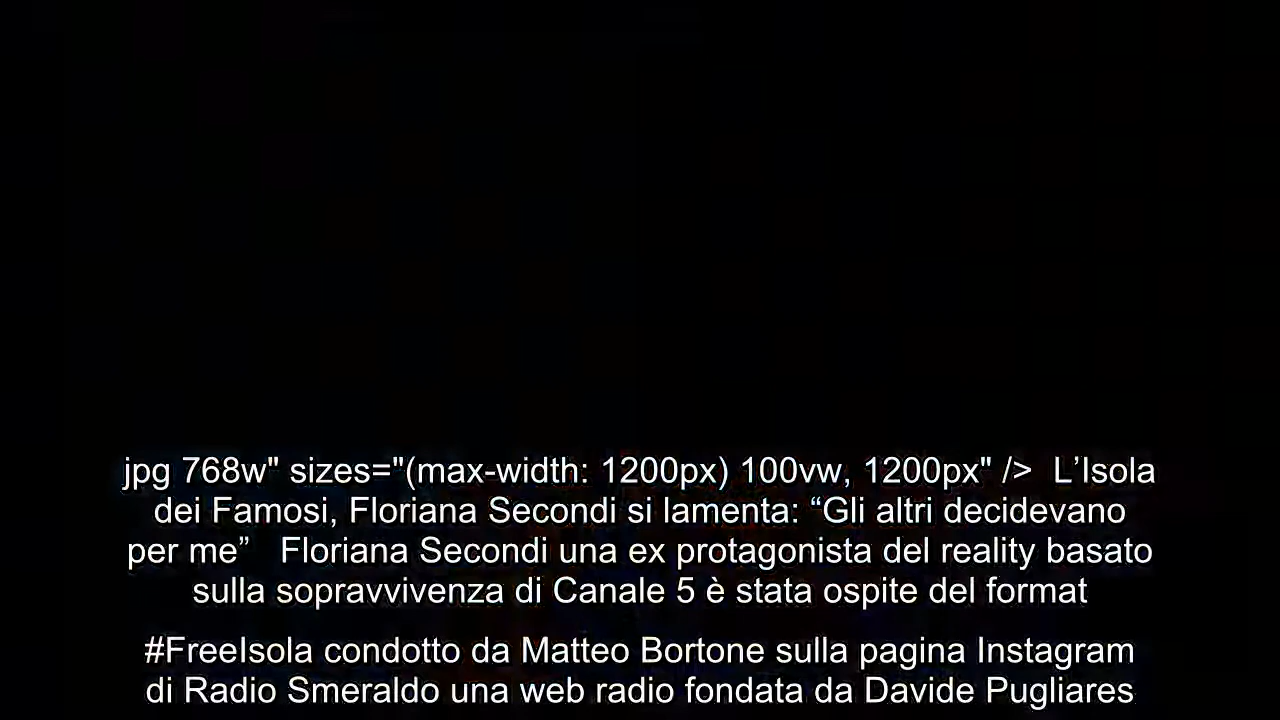 jpg 768w" sizes="(max-width: 1200px) 100vw, 1200px" />  L’Isola
dei Famosi, Floriana Secondi si lamenta: “Gli altri decidevano
per me”   Floriana Secondi una ex protagonista del reality basato
sulla sopravvivenza di Canale 5 è stata ospite del format
#FreeIsola condotto da Matteo Bortone sulla pagina Instagram
di Radio Smeraldo una web radio fondata da Davide Pugliares